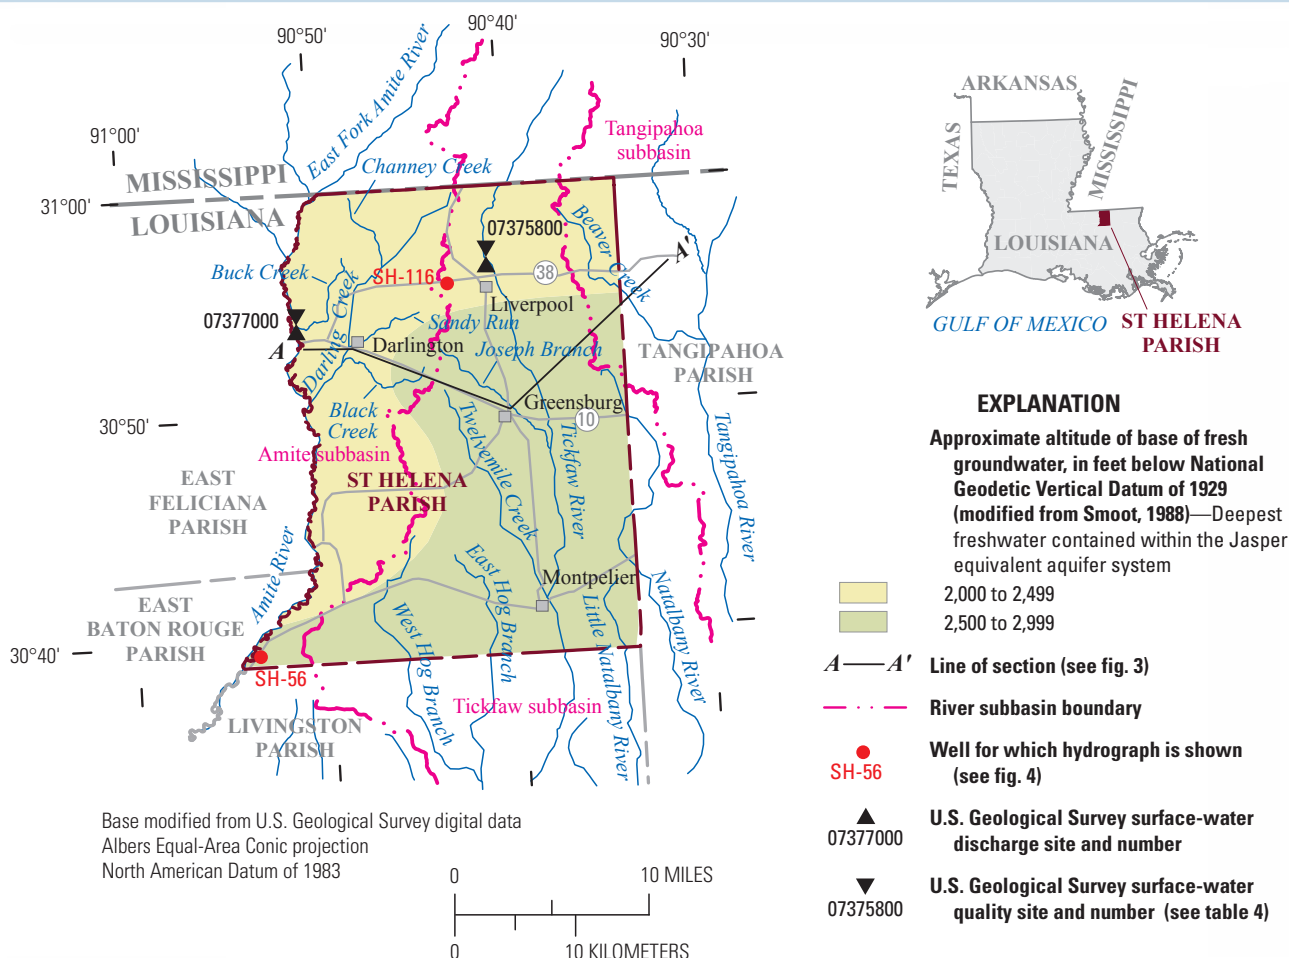 90°50'
90°40'
90°30'
91°00'
31°00'
30°50'
30°40'
East Fork Amite River
Tangipahoa
subbasin
Channey Creek
MISSISSIPPI
LOUISIANA
07375800
Beaver Creek
A'
Buck Creek
SH-116
38
Liverpool
07377000
Darling Creek
Sandy Run
A
Darlington
Joseph Branch
TANGIPAHOA
PARISH
Greensburg
10
Black
Creek
Amite subbasin
Twelvemile Creek
Tickfaw River
Tangipahoa River
EAST
FELICIANA
PARISH
ST HELENA
PARISH
Amite River
East Hog Branch
Montpelier
EAST
BATON ROUGE
PARISH
West Hog Branch
Little Natalbany River
Natalbany River
SH-56
Tickfaw subbasin
LIVINGSTON
PARISH
Base modified from U.S. Geological Survey digital data
Albers Equal-Area Conic projection
North American Datum of 1983
0 10 MILES
0 10 KILOMETERS
ARKANSAS
TEXAS
MISSISSIPPI
LOUISIANA
GULF OF MEXICO
ST HELENA
PARISH
EXPLANATION
Approximate altitude of base of fresh
groundwater, in feet below National
Geodetic Vertical Datum of 1929
(modified from Smoot, 1988)—Deepest
freshwater contained within the Jasper
equivalent aquifer system
2,000 to 2,499
2,500 to 2,999
A—A' Line of section (see fig. 3)
River subbasin boundary
Well for which hydrograph is shown
SH-56 (see fig. 4)
U.S. Geological Survey surface-water
07377000 discharge site and number
U.S. Geological Survey surface-water
07375800 quality site and number (see table 4)